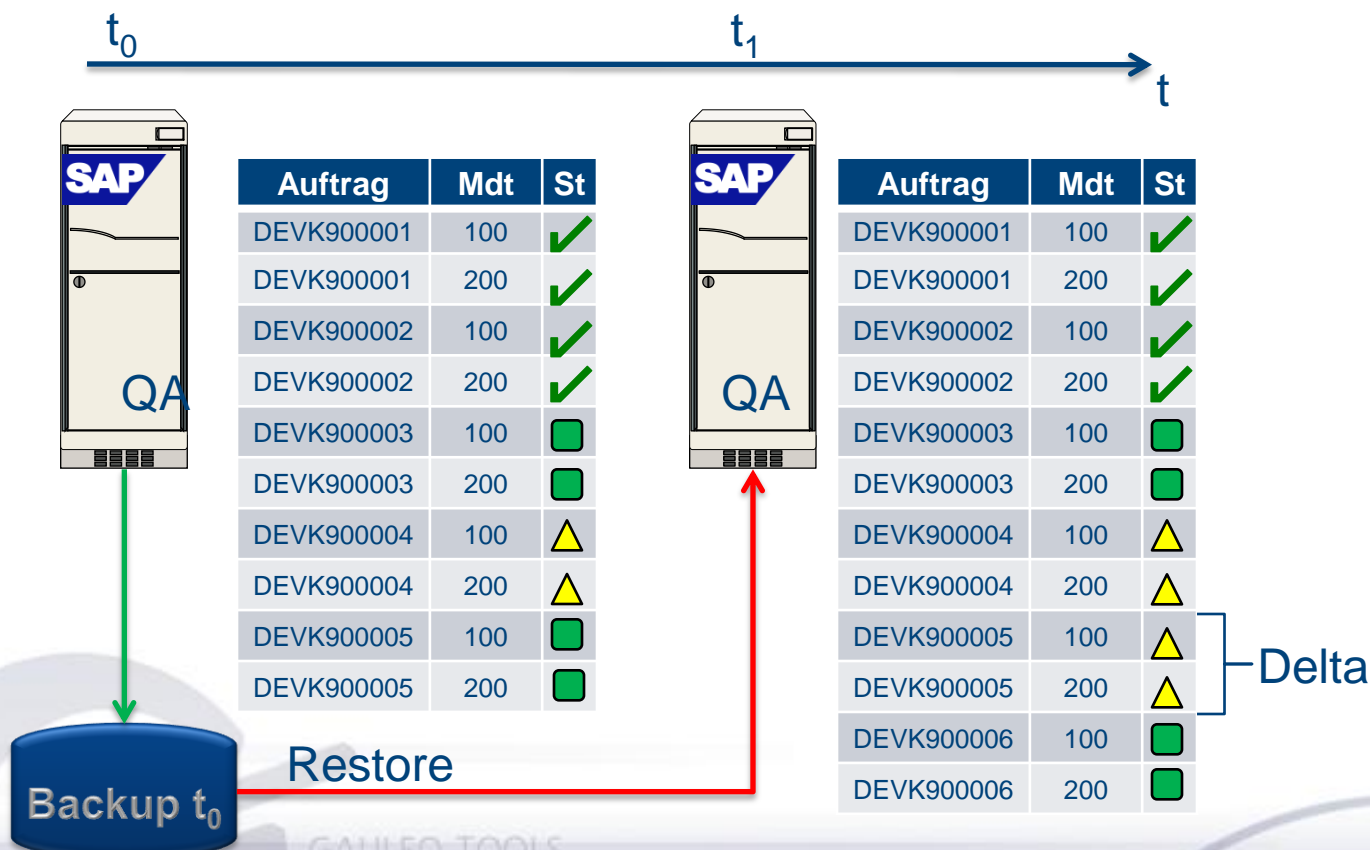 t0
t1
t
SAP
QA
Auftrag Mdt St
DEVK900001 100
DEVK900001 200
DEVK900002 100
DEVK900002 200
DEVK900003 100
DEVK900003 200
DEVK900004 100
DEVK900004 200
DEVK900005 100
DEVK900005 200
SAP
QA
Auftrag Mdt St
DEVK900001 100
DEVK900001 200
DEVK900002 100
DEVK900002 200
DEVK900003 100
DEVK900003 200
DEVK900004 100
DEVK900004 200
DEVK900005 100
DEVK900005 200
DEVK900006 100
DEVK900006 200
Delta
Restore
Backup t0
GALILEO TOOLS